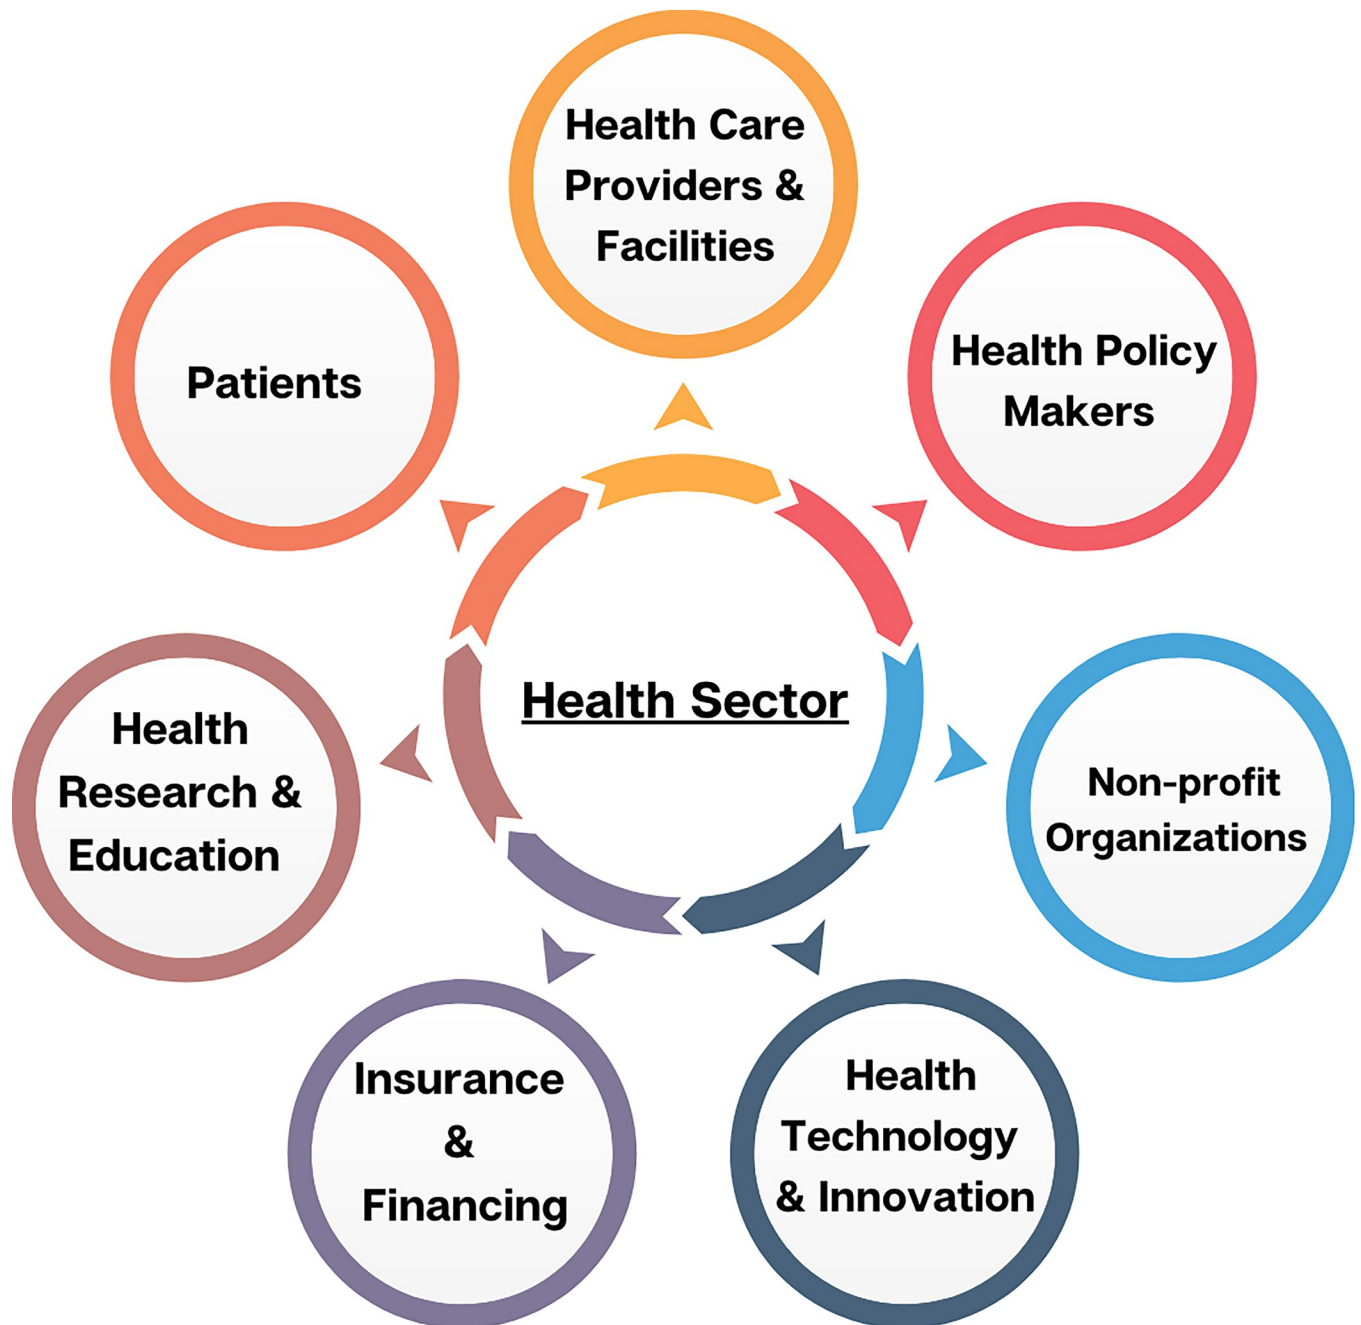 Health Care
Providers &
Facilities
Patients
Health Policy
Makers
Health Sector
Health
Research &
Education
Non-profit
Organizations
Insurance
&
Financing
Health
Technology
& Innovation